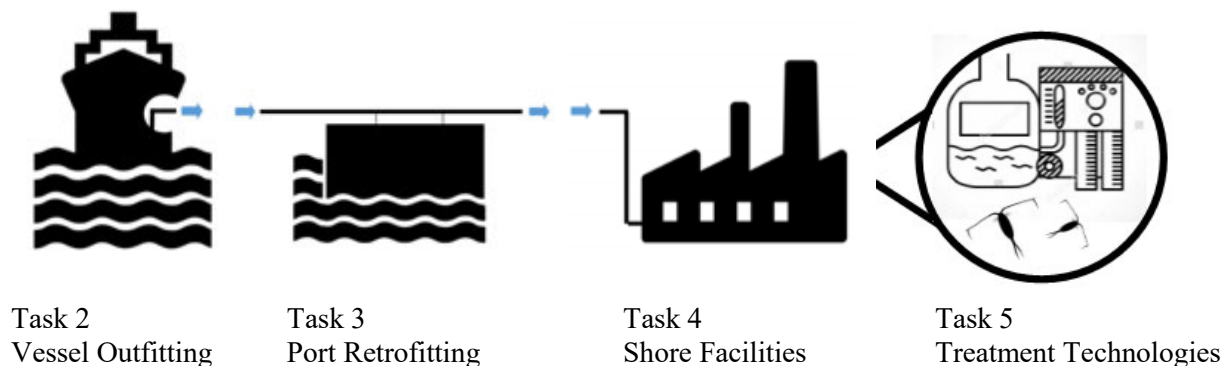 Task 2
Vessel Outfitting
Task 3
Port Retrofitting
Task 4
Shore Facilities
Task 5
Treatment Technologies